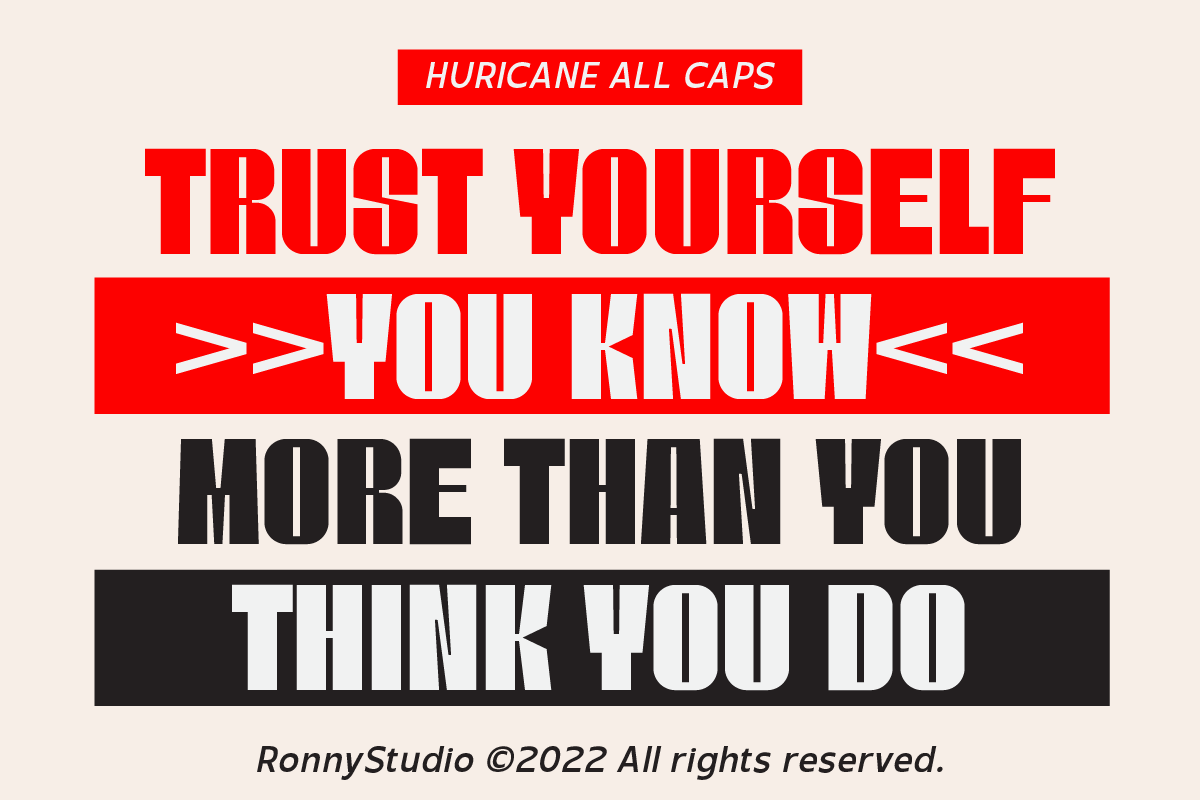 HURICANE ALL CAPS
TRUST YOURSELF
>>YOU KNOW<<
MORE THAN YOU
THINK YOU DO
RonnyStudio ©2022 All rights reserved.